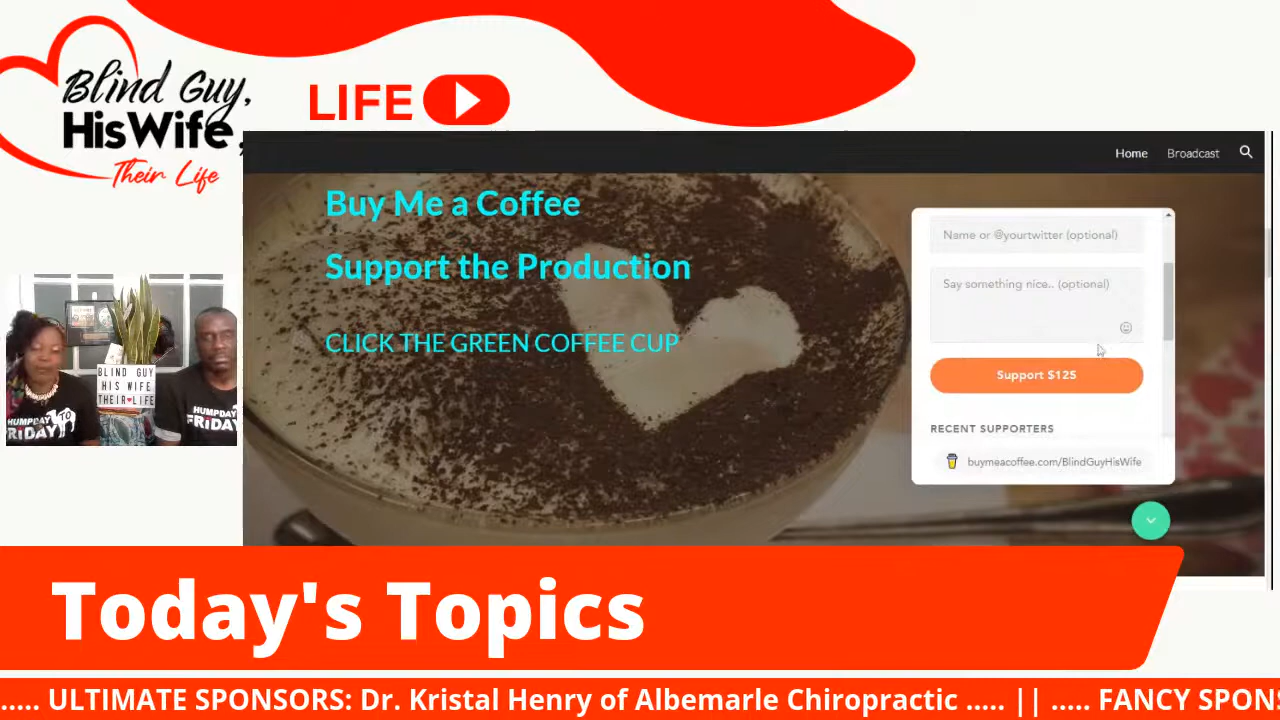 Blind Guy,
HisWife,
Their Life
LIFE
Home Broadcast
Buy Me a Coffee
Support the Production
CLICK THE GREEN COFFEE CUP
Name or @yourtwitter (optional)
Say something nice.. (optional)
Support $125
RECENT SUPPORTERS
buymeacoffee.com/BlindGuyHisWife
BLIND GUY
HIS WIFE
THEIR♥LIFE
HUMPDAY TO
FRIDAY
HUMPDAY
FRIDAY
Today's Topics
..... ULTIMATE SPONSORS: Dr. Kristal Henry of Albemarle Chiropractic ..... || ..... FANCY SPONS